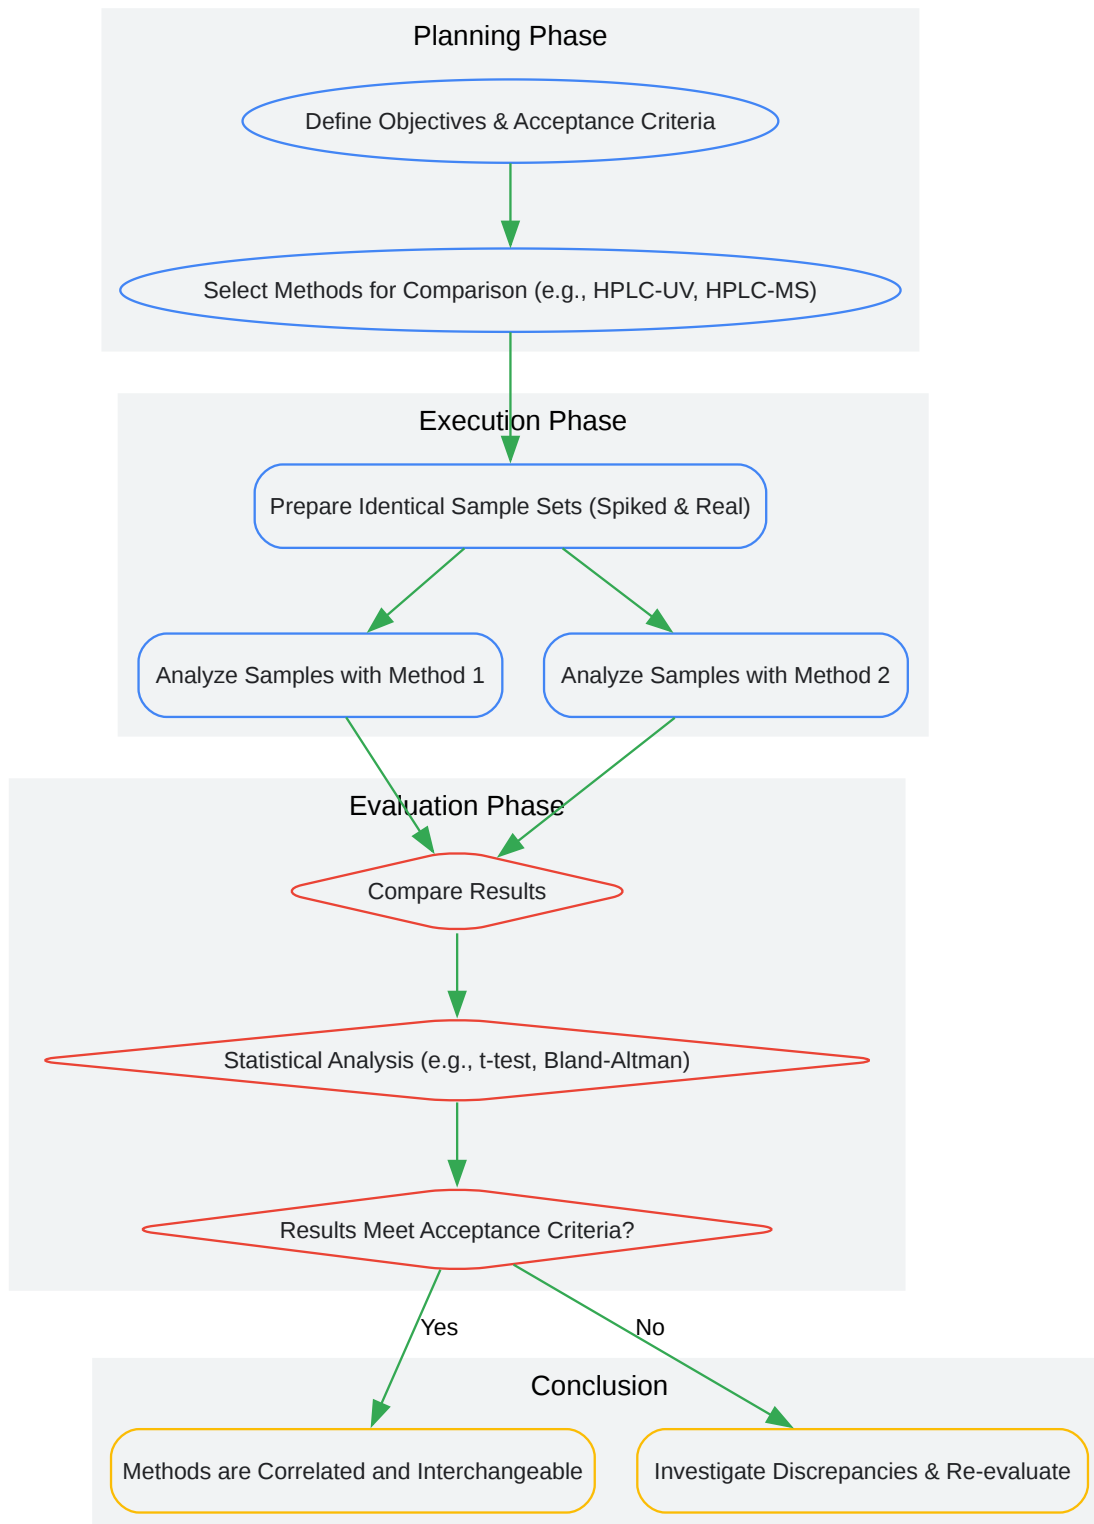 Planning Phase
Define Objectives & Acceptance Criteria
Select Methods for Comparison (e.g., HPLC-UV, HPLC-MS)
Execution Phase
Prepare Identical Sample Sets (Spiked & Real)
Analyze Samples with Method 1
Analyze Samples with Method 2
Evaluation Phase
Compare Results
Statistical Analysis (e.g., t-test, Bland-Altman)
Results Meet Acceptance Criteria?
Yes
No
Conclusion
Methods are Correlated and Interchangeable
Investigate Discrepancies & Re-evaluate